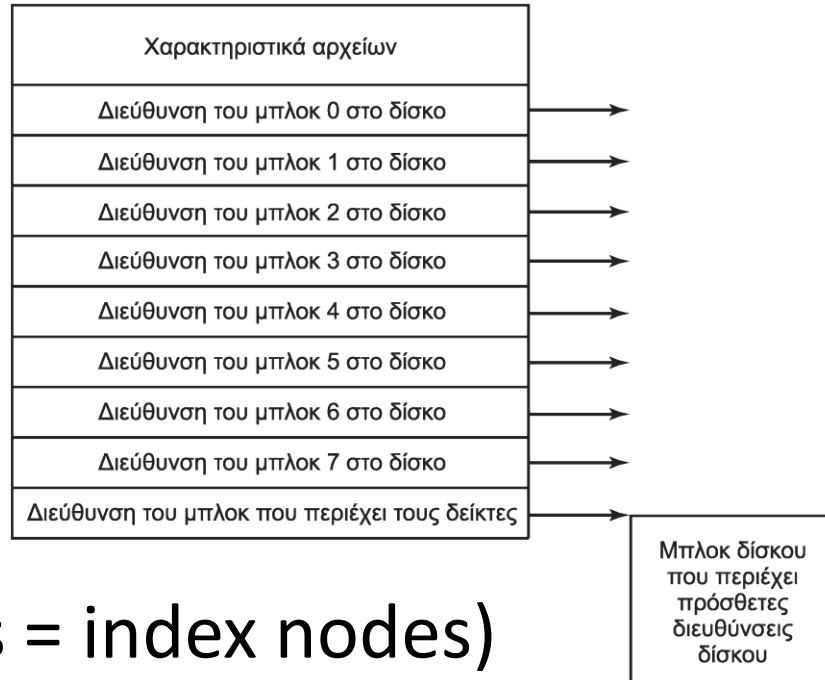 Χαρακτηριστικά αρχείων
Διεύθυνση του μπλοκ 0 στο δίσκο
Διεύθυνση του μπλοκ 1 στο δίσκο
Διεύθυνση του μπλοκ 2 στο δίσκο
Διεύθυνση του μπλοκ 3 στο δίσκο
Διεύθυνση του μπλοκ 4 στο δίσκο
Διεύθυνση του μπλοκ 5 στο δίσκο
Διεύθυνση του μπλοκ 6 στο δίσκο
Διεύθυνση του μπλοκ 7 στο δίσκο
Διεύθυνση του μπλοκ που περιέχει τους δείκτες
Μπλοκ δίσκου
που περιέχει
πρόσθετες
διευθύνσεις
δίσκου
s = index nodes)